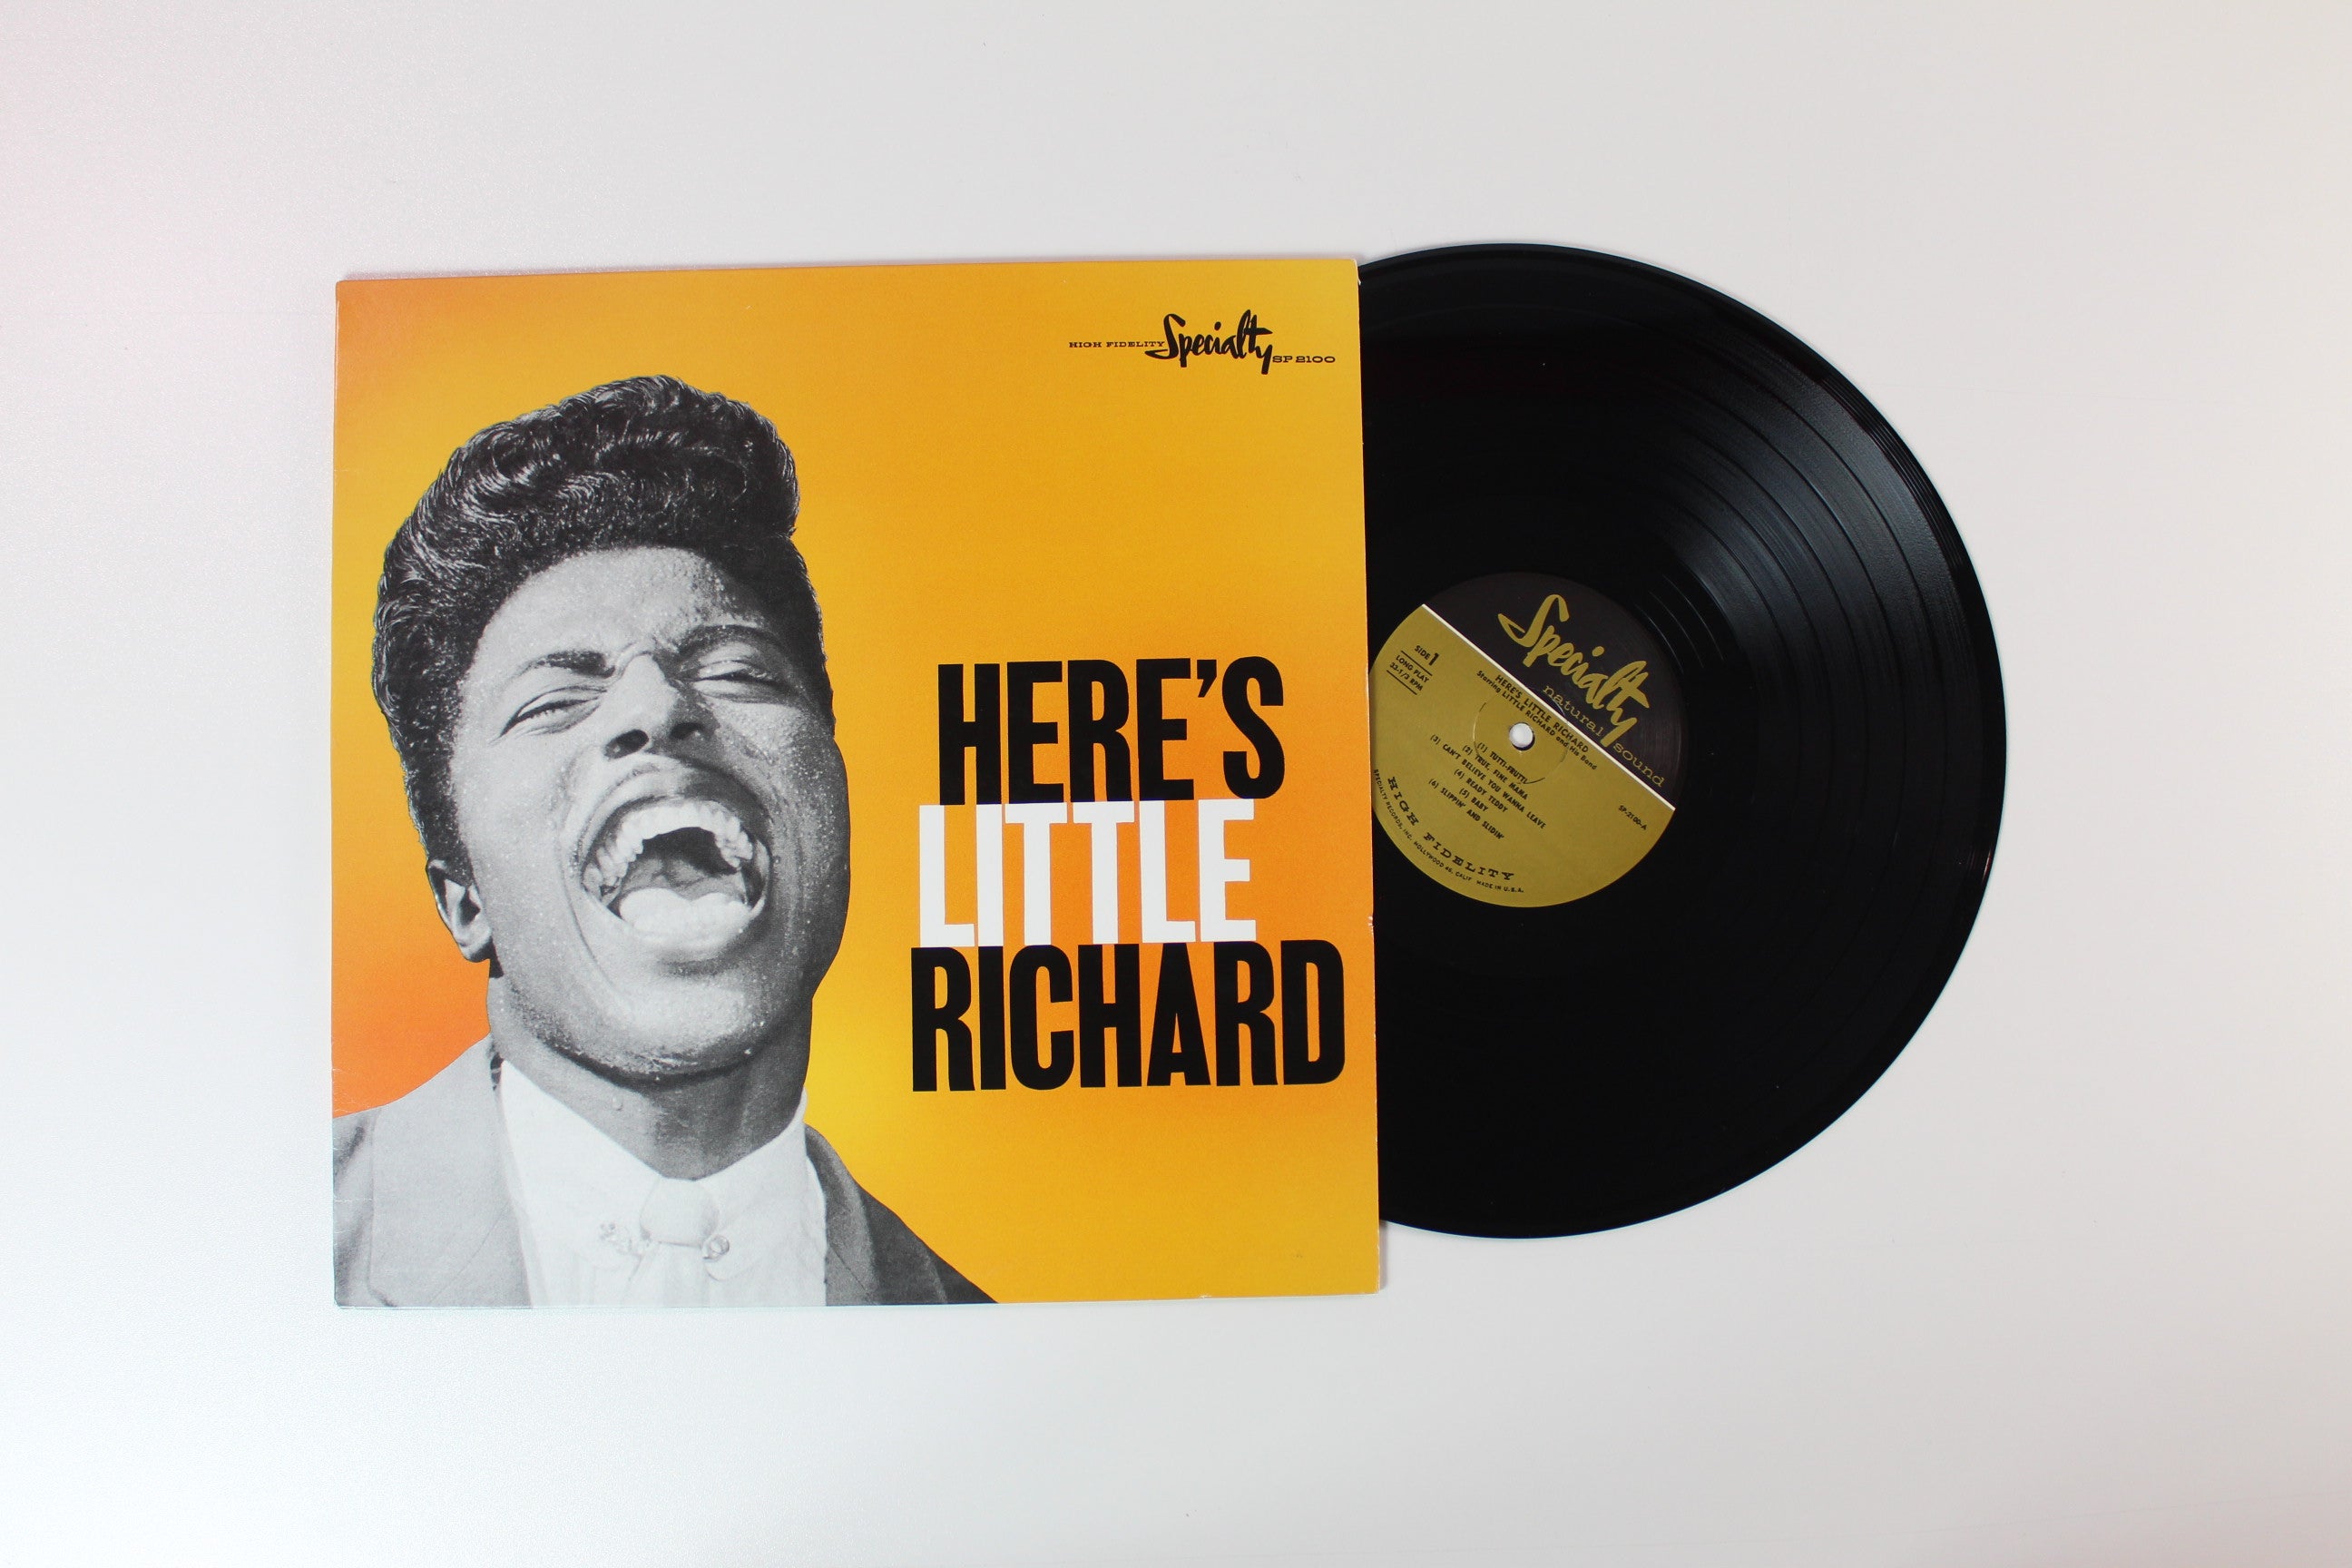 HIGH FIDELITY Specialty SP 2100
HERE'S
LITTLE
RICHARD
Specialty
natural sound
SIDE 1
LONG PLAY
33-1/3 RPM
HERE'S LITTLE RICHARD
Starring LITTLE RICHARD and His Band
(1) TUTTI-FRUTTI
(2) TRUE, FINE MAMA
(3) CAN'T BELIEVE YOU WANNA LEAVE
(4) READY TEDDY
(5) BABY
(6) SLIPPIN' AND SLIDIN'
SP-2100-A
HIGH FIDELITY
SPECIALTY RECORDS, INC., HOLLYWOOD 46, CALIF. MADE IN U.S.A.